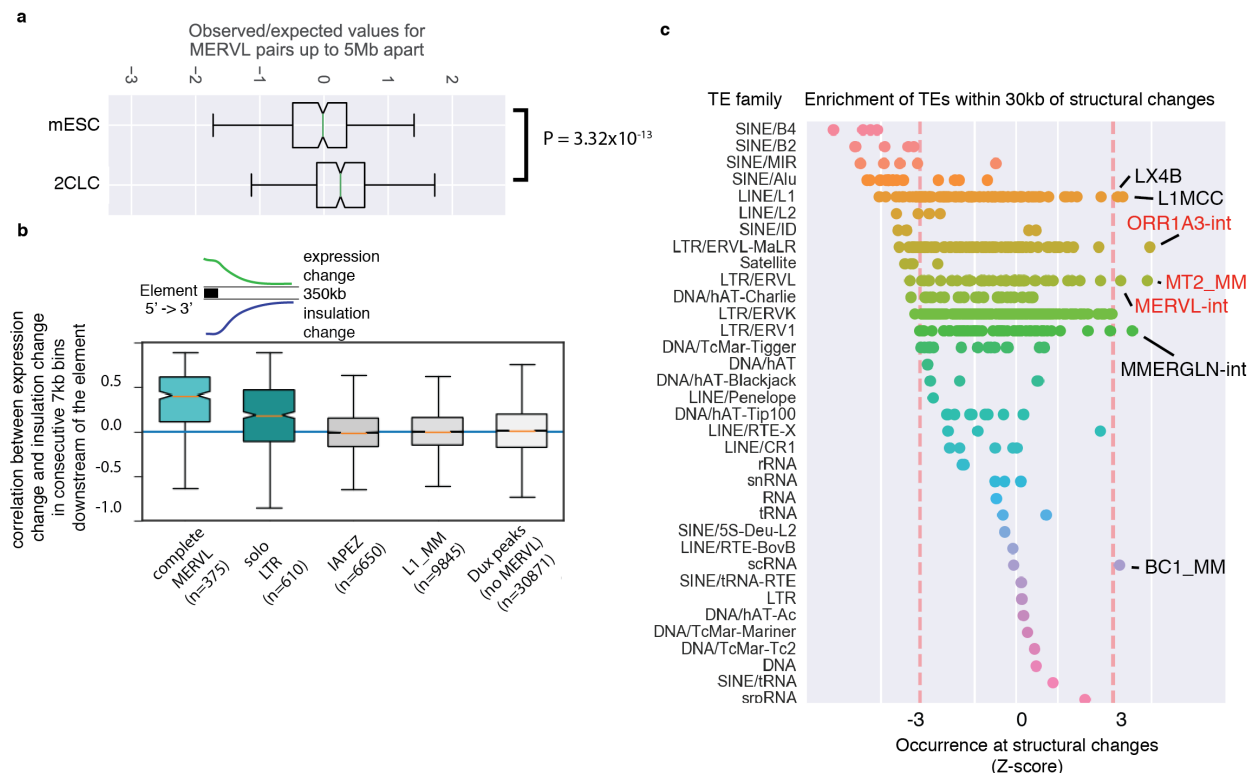 a
Observed/expected values for
MERVL pairs up to 5Mb apart
-3 -2 -1 0 1 2
mESC
2CLC
P = 3.32x10-13
b
expression
change
Element
5' -> 3'
350kb
insulation
change
correlation between expression
change and insulation change
in consecutive 7kb bins
downstream of the element
0.5
0.0
-0.5
-1.0
complete
MERVL
(n=375)
solo
LTR
(n=610)
IAPEZ
(n=6650)
L1_MM
(n=9845)
Dux peaks
(no MERVL)
(n=30871)
c
TE family
Enrichment of TEs within 30kb of structural changes
SINE/B4
SINE/B2
SINE/MIR
SINE/Alu
LINE/L1
LINE/L2
SINE/ID
LTR/ERVL-MaLR
Satellite
LTR/ERVL
DNA/hAT-Charlie
LTR/ERVK
LTR/ERV1
DNA/TcMar-Tigger
DNA/hAT
DNA/hAT-Blackjack
LINE/Penelope
DNA/hAT-Tip100
LINE/RTE-X
LINE/CR1
rRNA
snRNA
RNA
tRNA
SINE/5S-Deu-L2
LINE/RTE-BovB
scRNA
SINE/tRNA-RTE
LTR
DNA/hAT-Ac
DNA/TcMar-Mariner
DNA/TcMar-Tc2
DNA
SINE/tRNA
srpRNA
LX4B
L1MCC
ORR1A3-int
MT2_MM
MERVL-int
MMERGLN-int
BC1_MM
-3 0 3
Occurrence at structural changes
(Z-score)